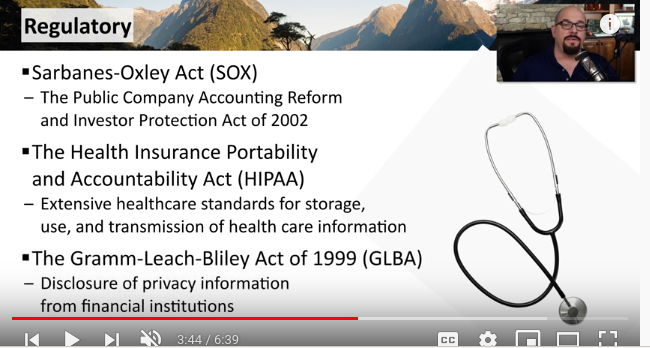 Regulatory
▪Sarbanes-Oxley Act (SOX)
– The Public Company Accounting Reform
and Investor Protection Act of 2002
▪The Health Insurance Portability
and Accountability Act (HIPAA)
– Extensive healthcare standards for storage,
use, and transmission of health care information
▪The Gramm-Leach-Bliley Act of 1999 (GLBA)
– Disclosure of privacy information
from financial institutions
3:44 / 6:39
CC